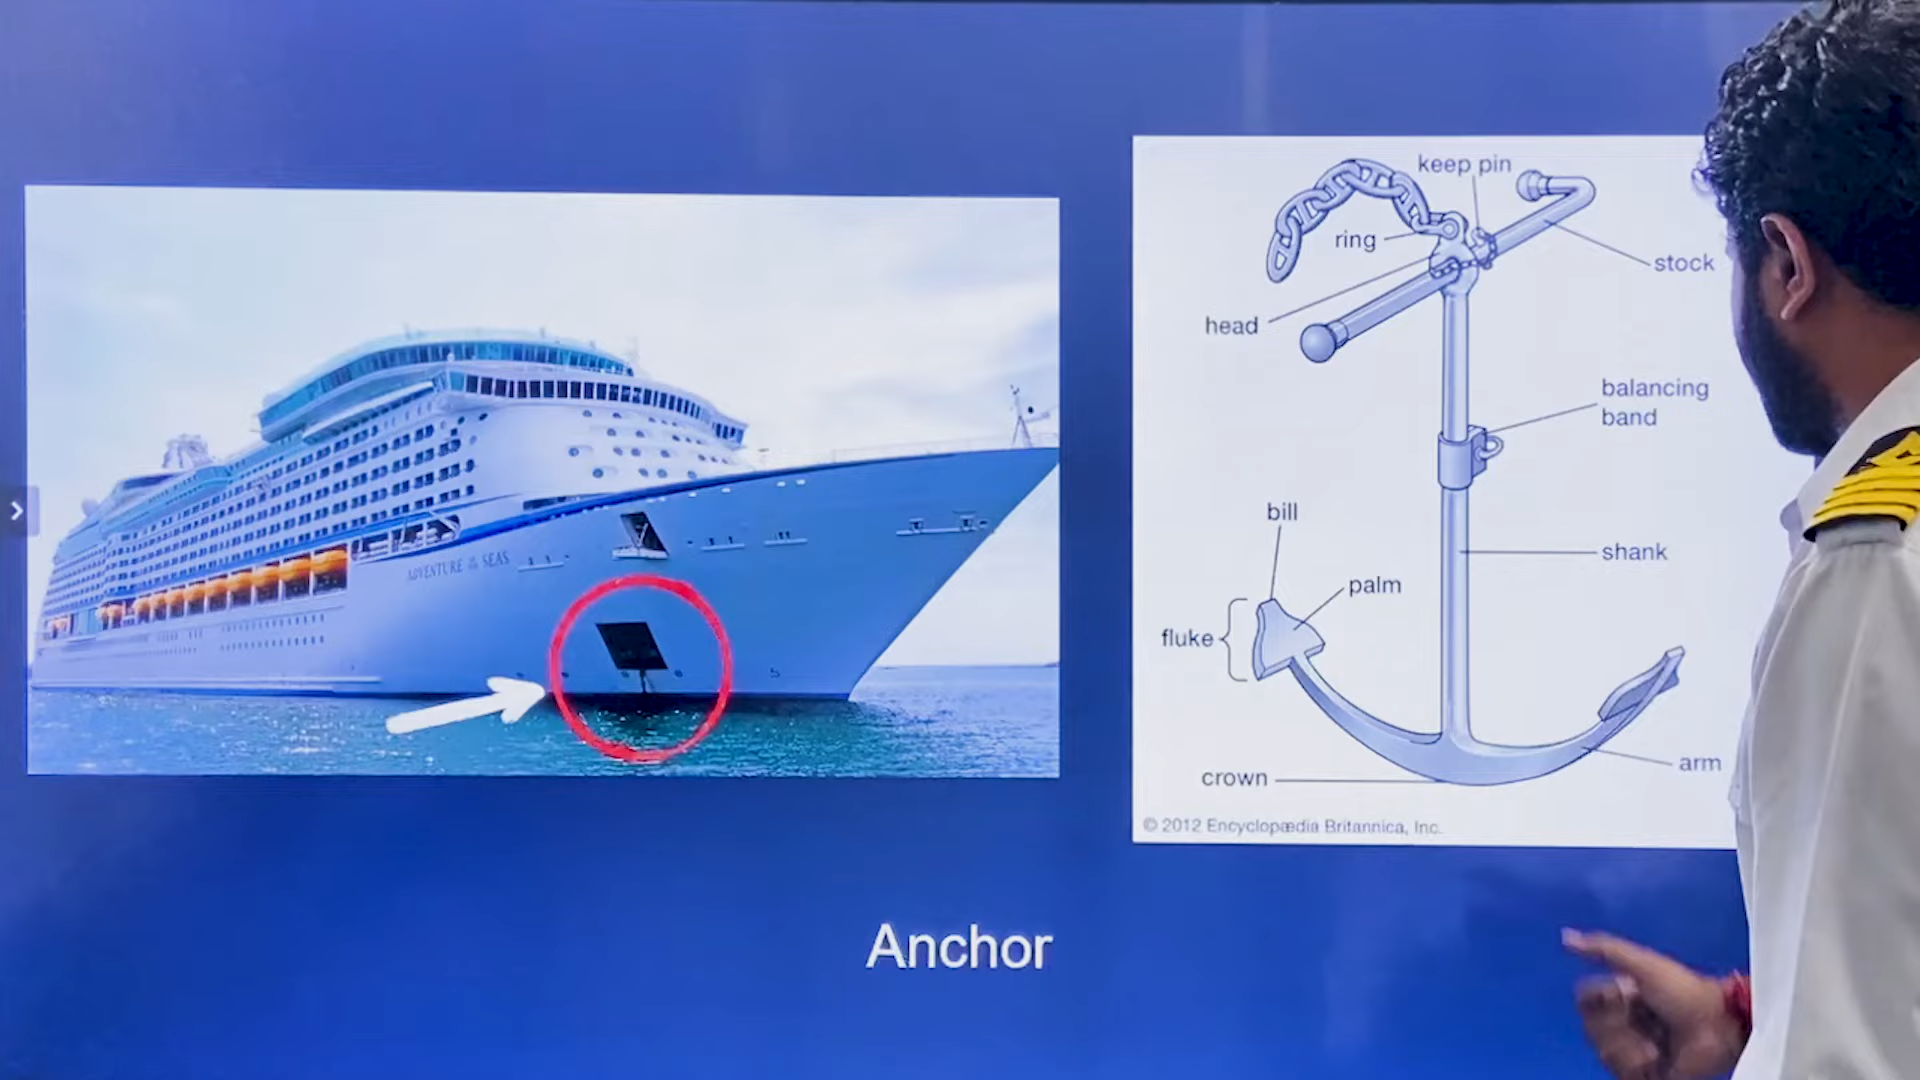 ADVENTURE OF THE SEAS
keep pin
ring
stock
head
balancing
band
bill
shank
palm
fluke
arm
crown
© 2012 Encyclopædia Britannica, Inc.
Anchor